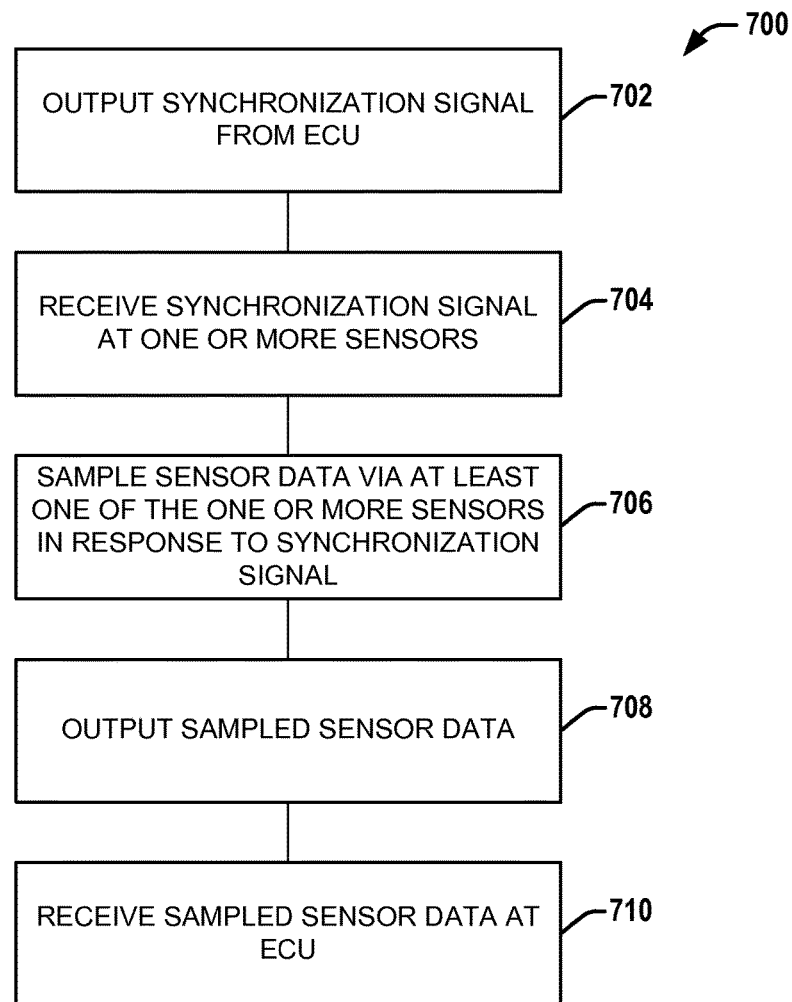 700
OUTPUT SYNCHRONIZATION SIGNAL
FROM ECU
702
RECEIVE SYNCHRONIZATION SIGNAL
AT ONE OR MORE SENSORS
704
SAMPLE SENSOR DATA VIA AT LEAST
ONE OF THE ONE OR MORE SENSORS
IN RESPONSE TO SYNCHRONIZATION
SIGNAL
706
OUTPUT SAMPLED SENSOR DATA
708
RECEIVE SAMPLED SENSOR DATA AT
ECU
710